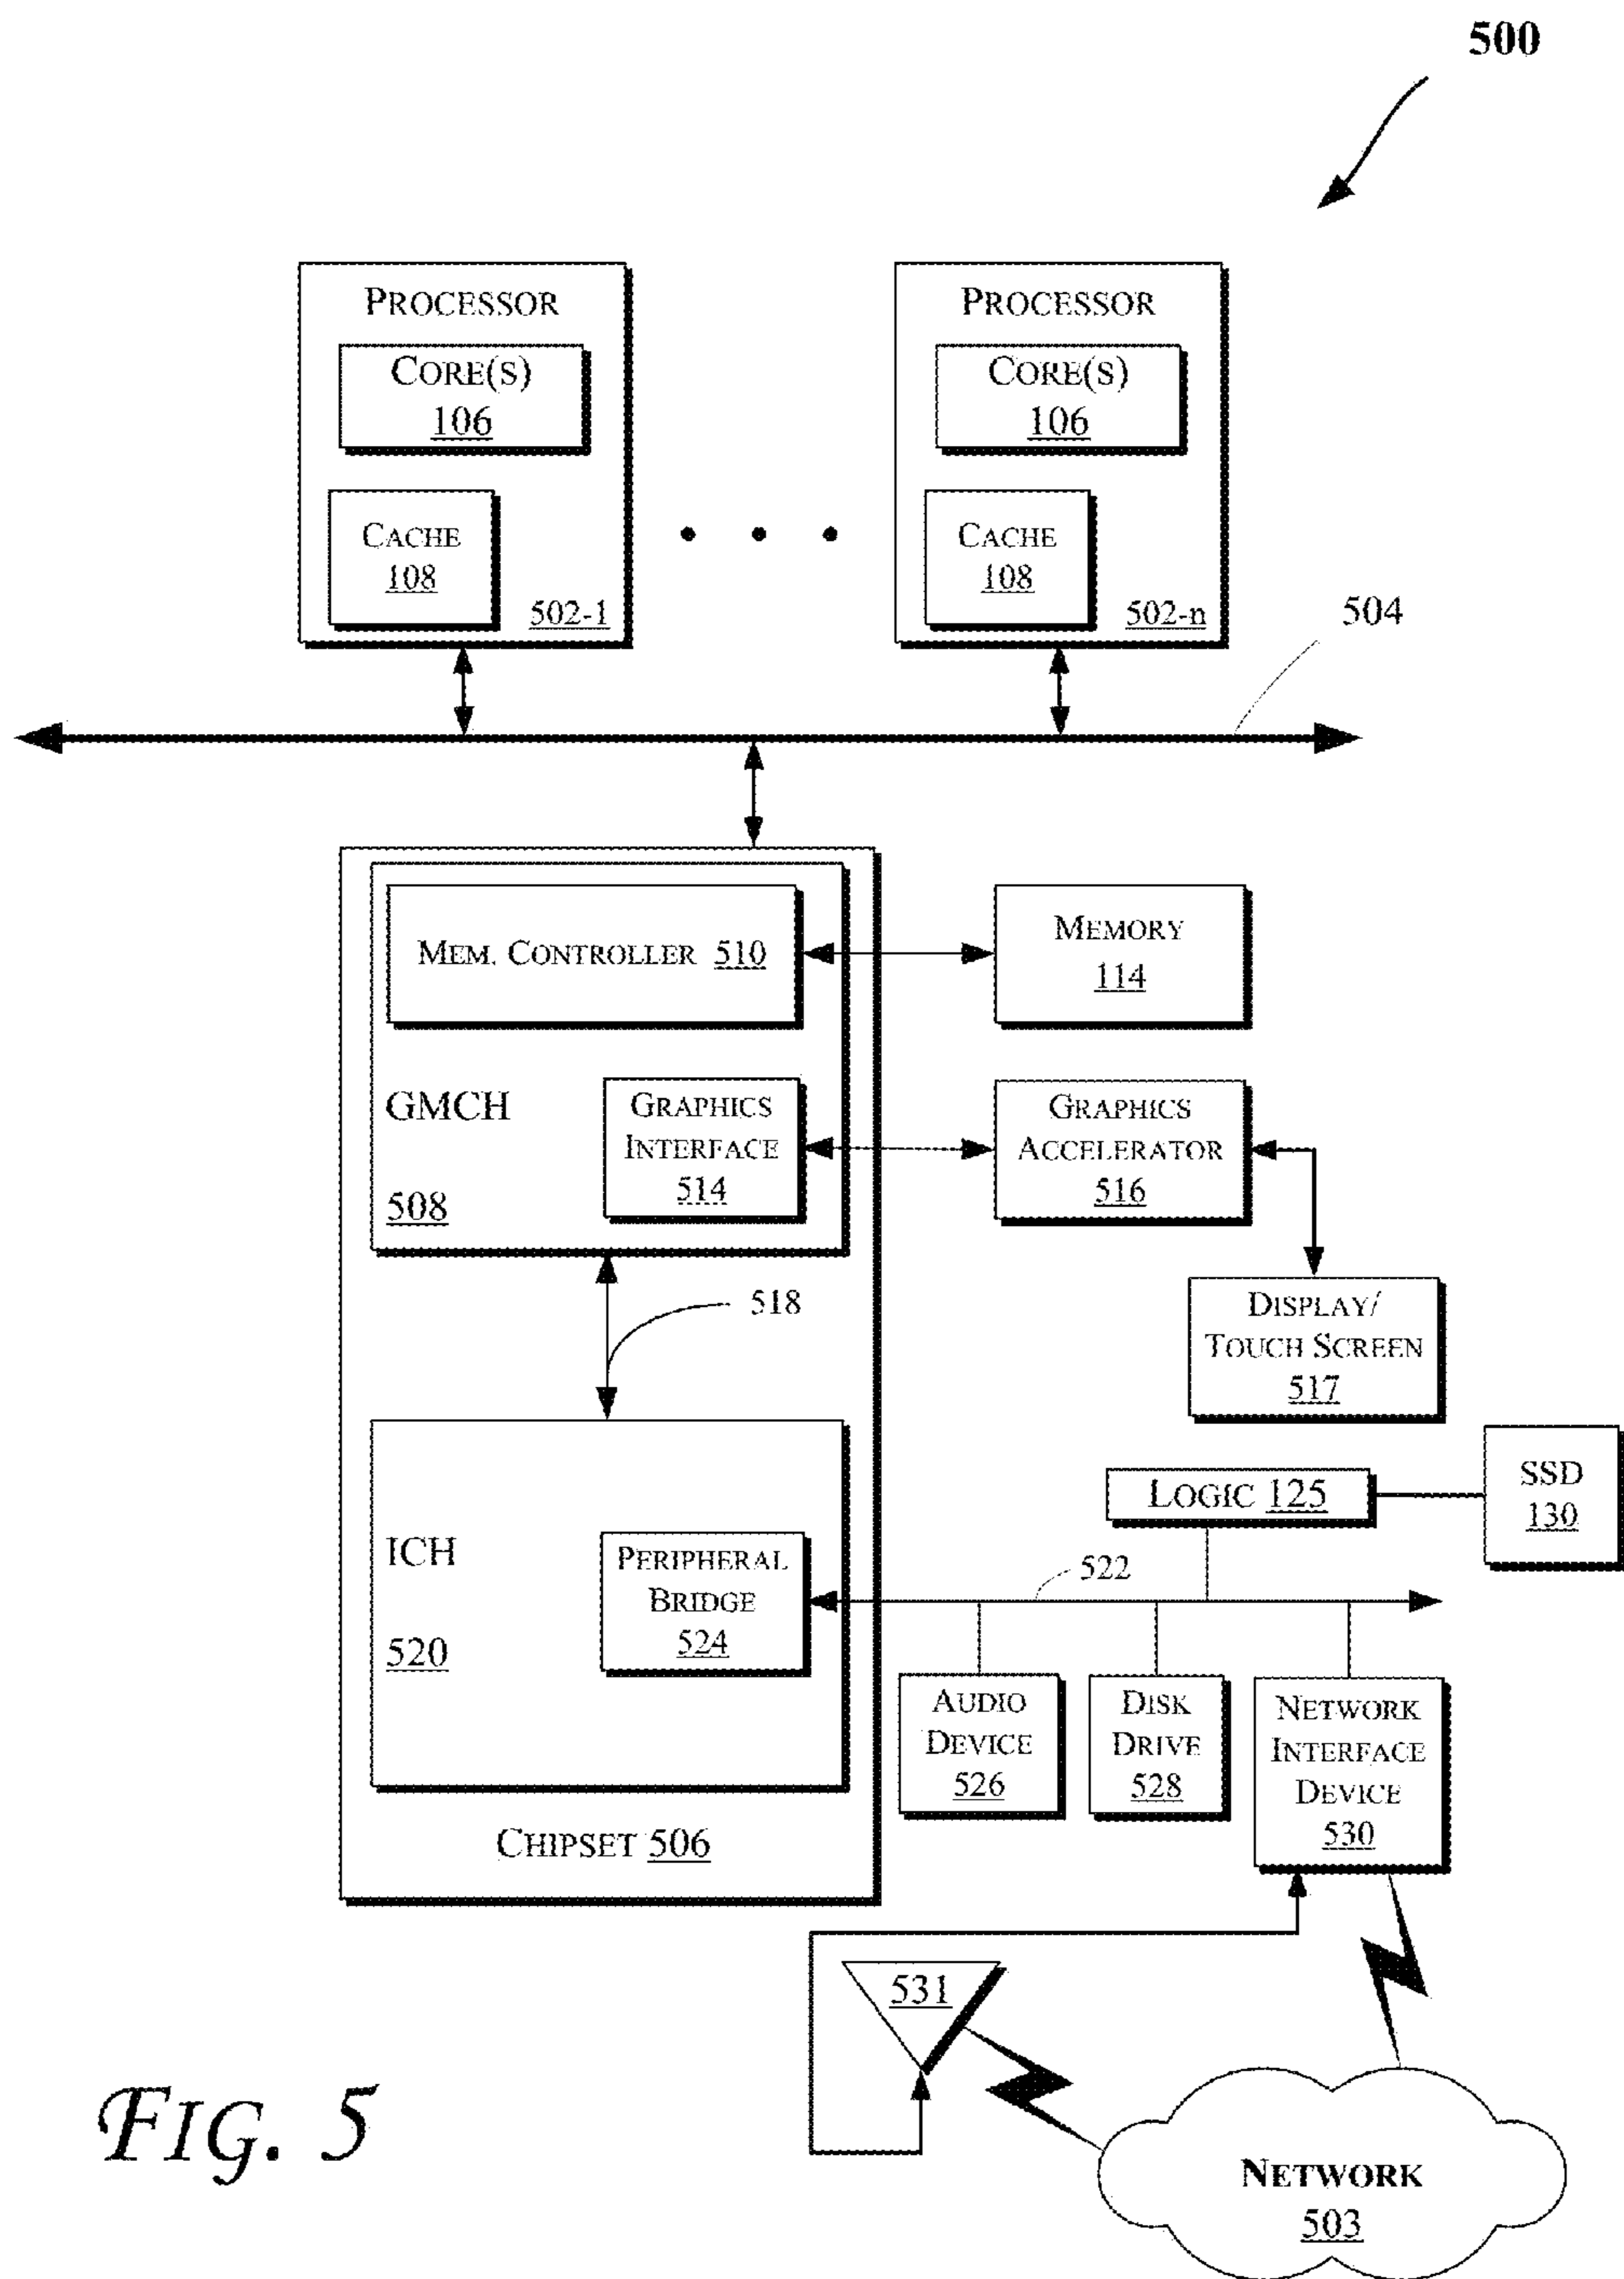 500
PROCESSOR
CORE(S)
106
CACHE
108
502-1
PROCESSOR
CORE(S)
106
CACHE
108
502-n
504
MEM. CONTROLLER 510
MEMORY
114
GMCH
508
GRAPHICS
INTERFACE
514
GRAPHICS
ACCELERATOR
516
518
DISPLAY/
TOUCH SCREEN
517
LOGIC 125
SSD
130
ICH
520
PERIPHERAL
BRIDGE
524
522
AUDIO
DEVICE
526
DISK
DRIVE
528
NETWORK
INTERFACE
DEVICE
530
CHIPSET 506
531
NETWORK
503
FIG. 5